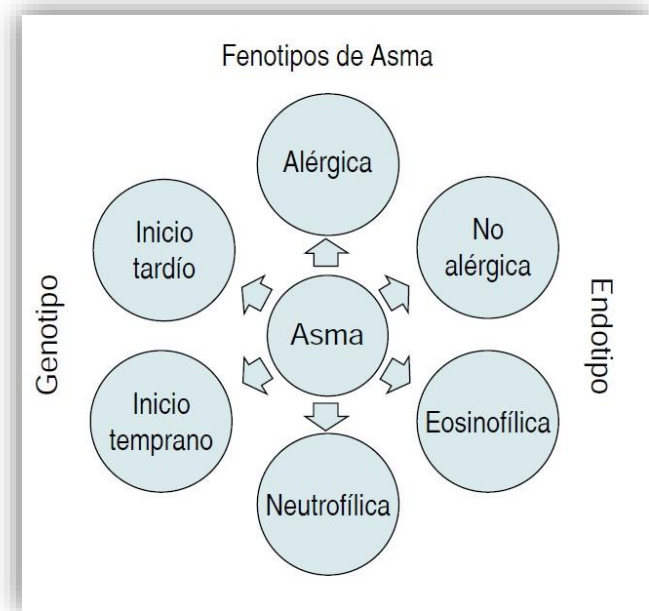 Fenotipos de Asma
Alérgica
Inicio
tardío
No
alérgica
Genotipo
Asma
Endotipo
Inicio
temprano
Eosinofílica
Neutrofílica